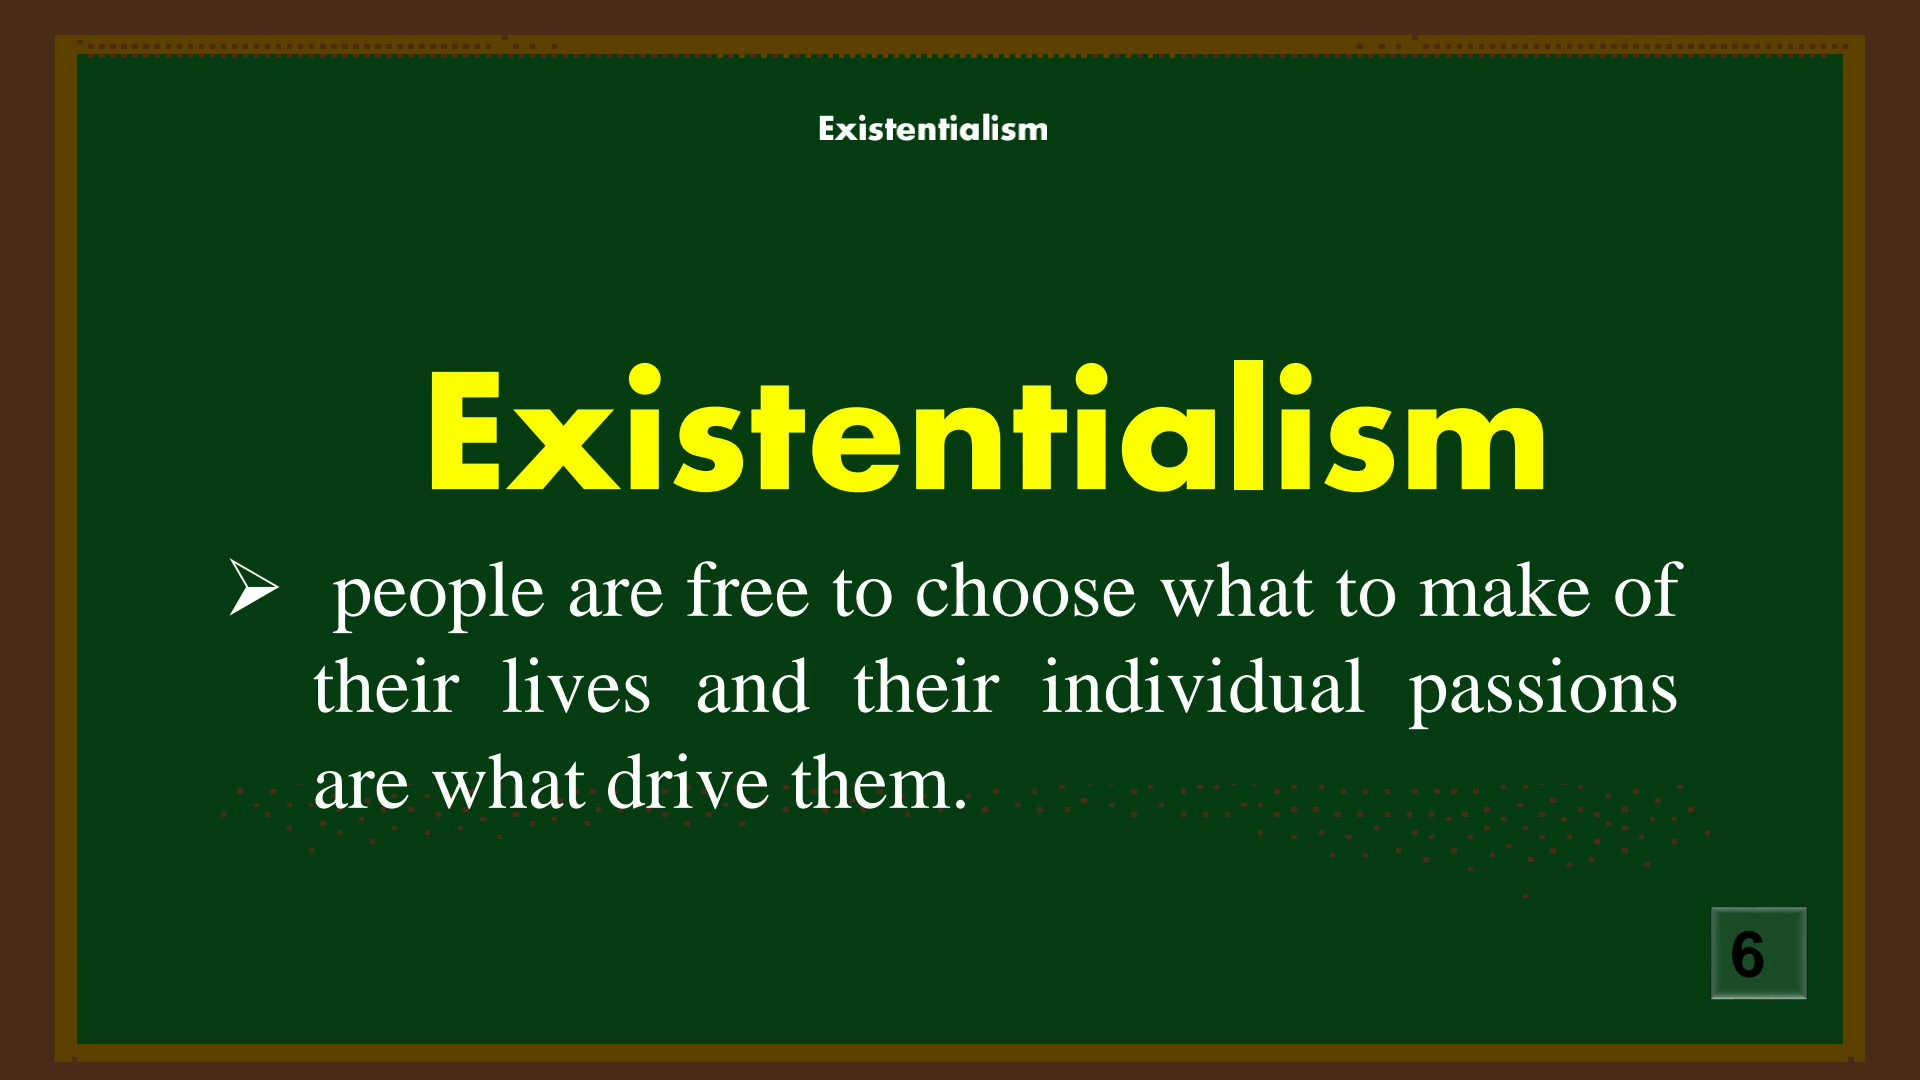 Existentialism
Existentialism
➢ people are free to choose what to make of
their lives and their individual passions
are what drive them.
6